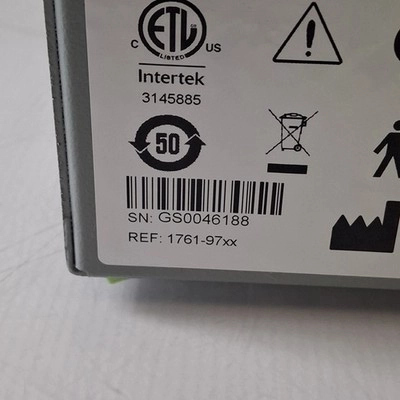 ETL
C US
LISTED
Intertek
3145885
50
SN: GS0046188
REF: 1761-97xx